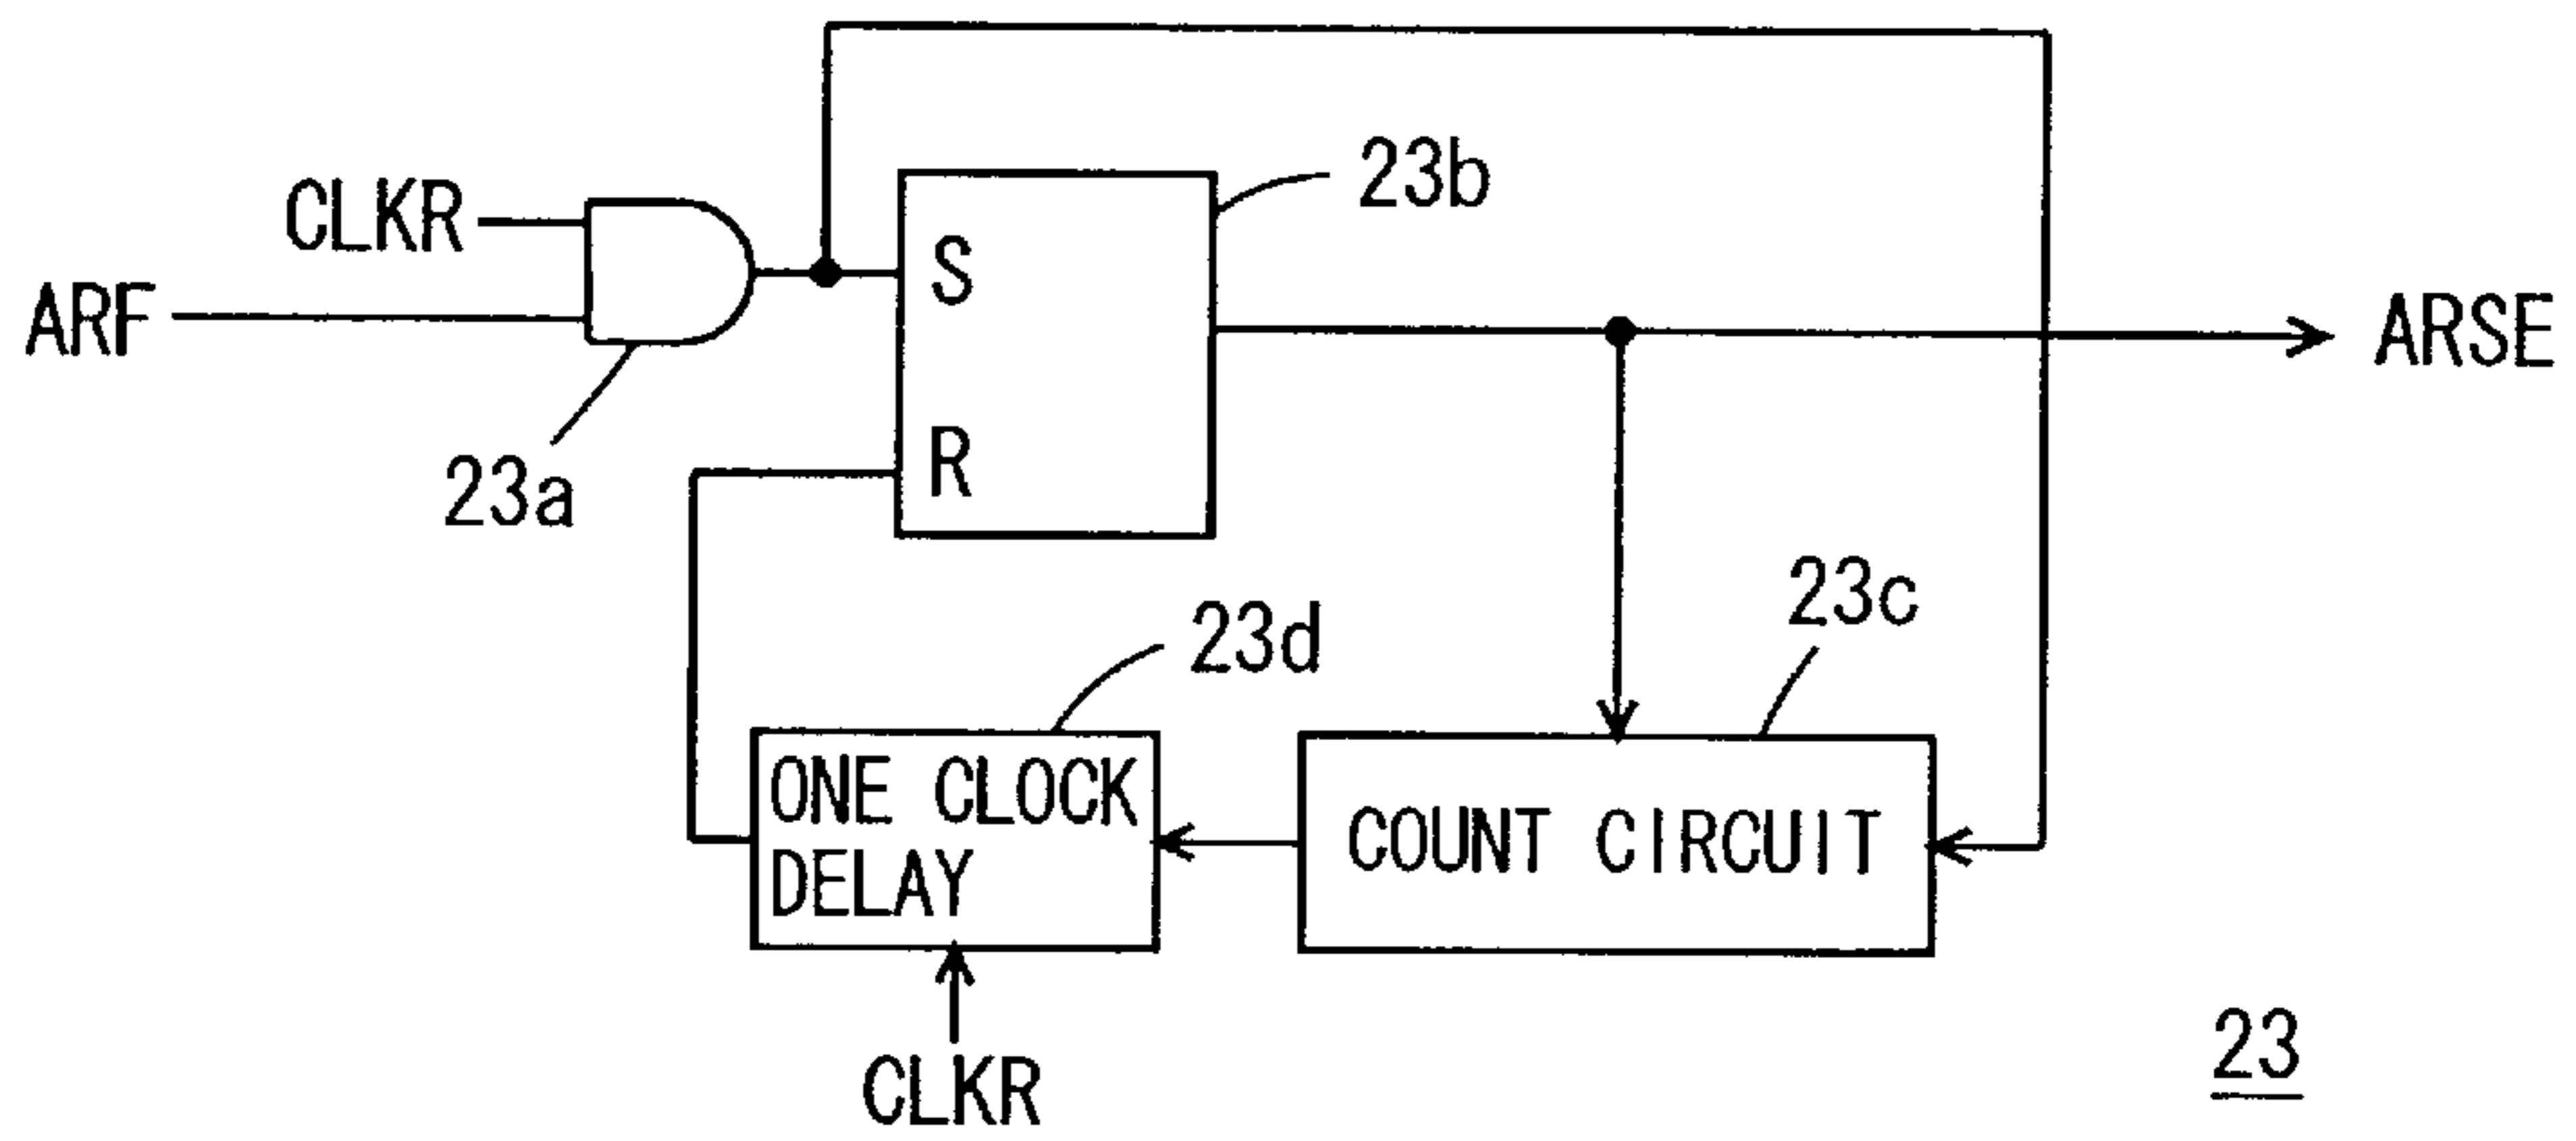 23b
CLKR
S
ARF
ARSE
R
23a
23c
23d
ONE CLOCK
DELAY
COUNT CIRCUIT
23
CLKR